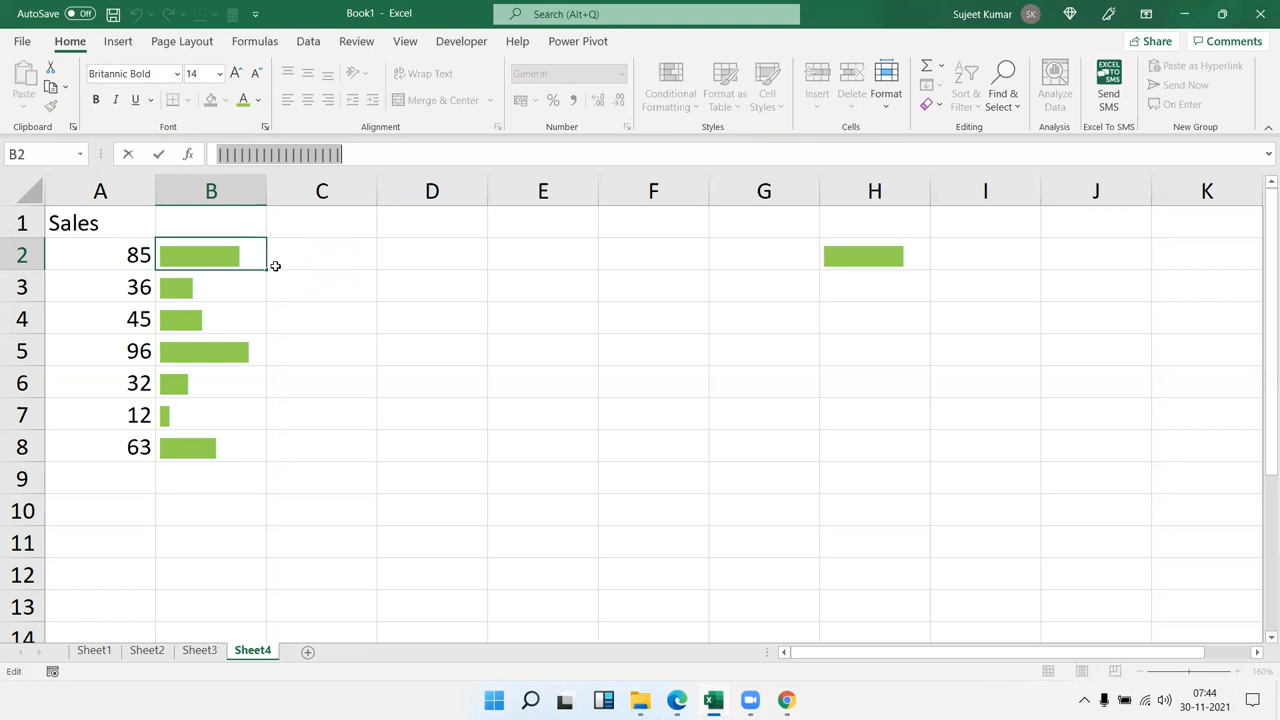 AutoSave Off Book1 - Excel Search (Alt+Q) Sujeet Kumar SK
File Home Insert Page Layout Formulas Data Review View Developer Help Power Pivot Share Comments
Paste Britannic Bold 14 Wrap Text General Conditional Formatting Format as Table Cell Styles Insert Delete Format Sort & Filter Find & Select Analyze Data Send SMS Paste as Hyperlink
B I U Merge & Center Send Now
On Enter
Clipboard Font Alignment Number Styles Cells Editing Analysis Excel To SMS New Group
B2 fx |||||||||||||||||
A B C D E F G H I J K
1 Sales
2 85
3 36
4 45
5 96
6 32
7 12
8 63
9
10
11
12
13
14
Sheet1 Sheet2 Sheet3 Sheet4
Edit 160%
07:44
30-11-2021